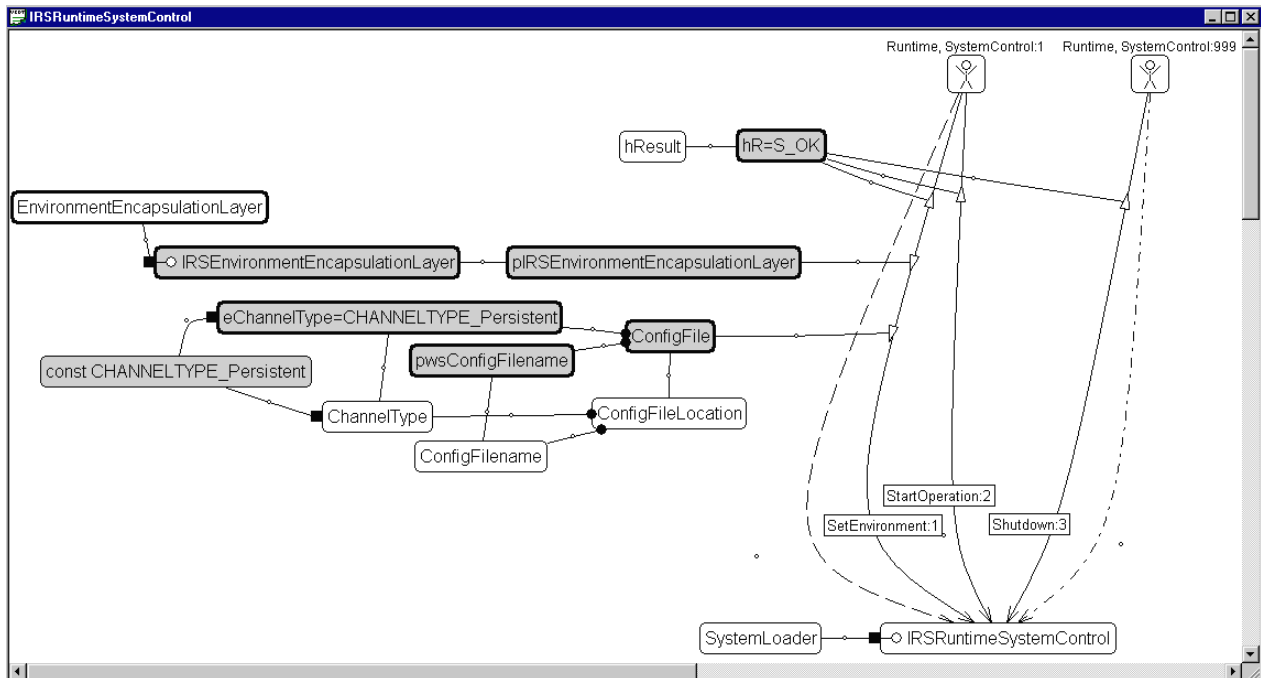 IRSRuntimeSystemControl
Runtime, SystemControl:1
Runtime, SystemControl:999
hResult
hR=S_OK
EnvironmentEncapsulationLayer
IRSEnvironmentEncapsulationLayer
pIRSEnvironmentEncapsulationLayer
eChannelType=CHANNELTYPE_Persistent
ConfigFile
pwsConfigFilename
const CHANNELTYPE_Persistent
ChannelType
ConfigFileLocation
ConfigFilename
StartOperation:2
SetEnvironment:1
Shutdown:3
SystemLoader
IRSRuntimeSystemControl